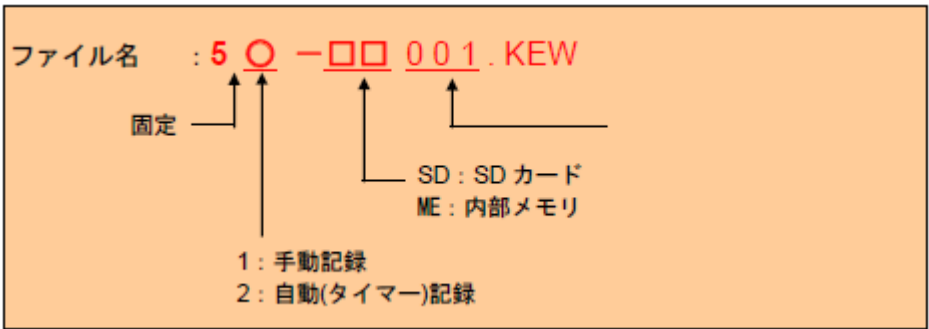 ファイル名 :5 〇 －□□ 001.KEW
固定
SD:SD カード
ME:内部メモリ
1:手動記録
2:自動(タイマー)記録